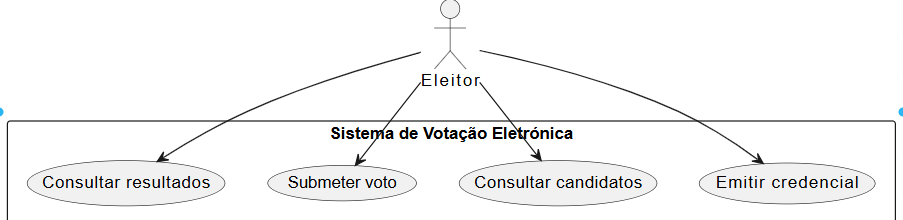 Eleitor
Sistema de Votação Eletrónica
Consultar resultados
Submeter voto
Consultar candidatos
Emitir credencial